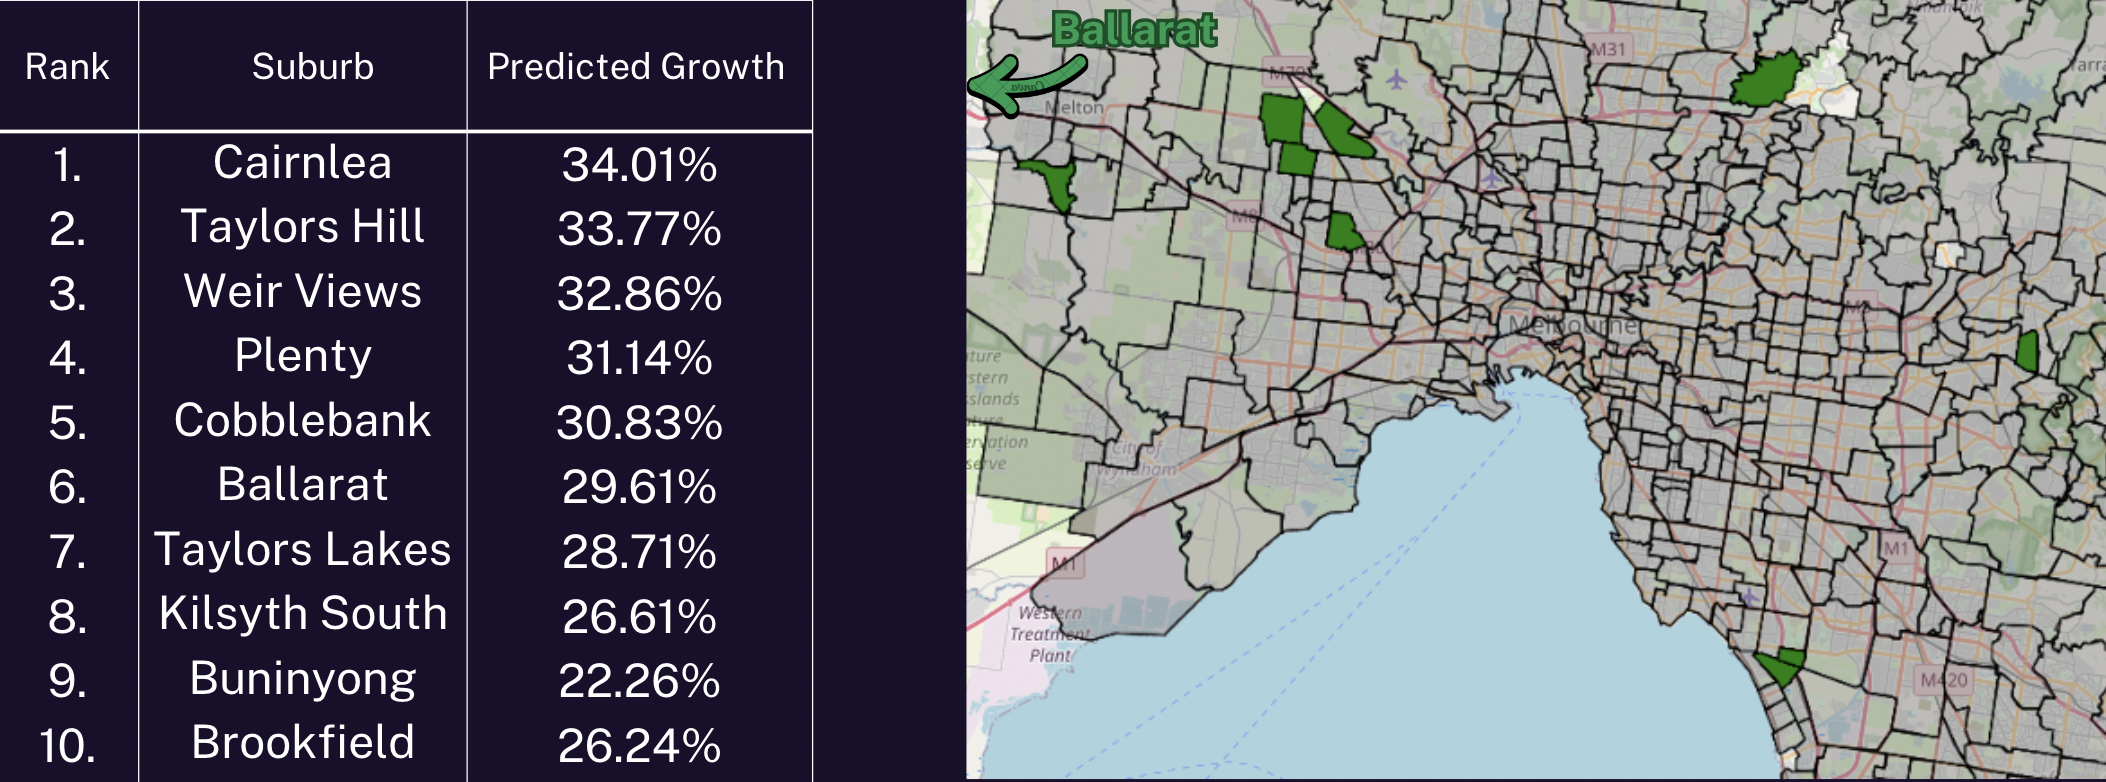 Rank Suburb Predicted Growth
1. Cairnlea 34.01%
2. Taylors Hill 33.77%
3. Weir Views 32.86%
4. Plenty 31.14%
5. Cobblebank 30.83%
6. Ballarat 29.61%
7. Taylors Lakes 28.71%
8. Kilsyth South 26.61%
9. Buninyong 22.26%
10. Brookfield 26.24%
Ballarat
M31
Melton
M8
Melbourne
M3
City of
Wyndham
M1
Western
Treatment
Plant
M1
M420